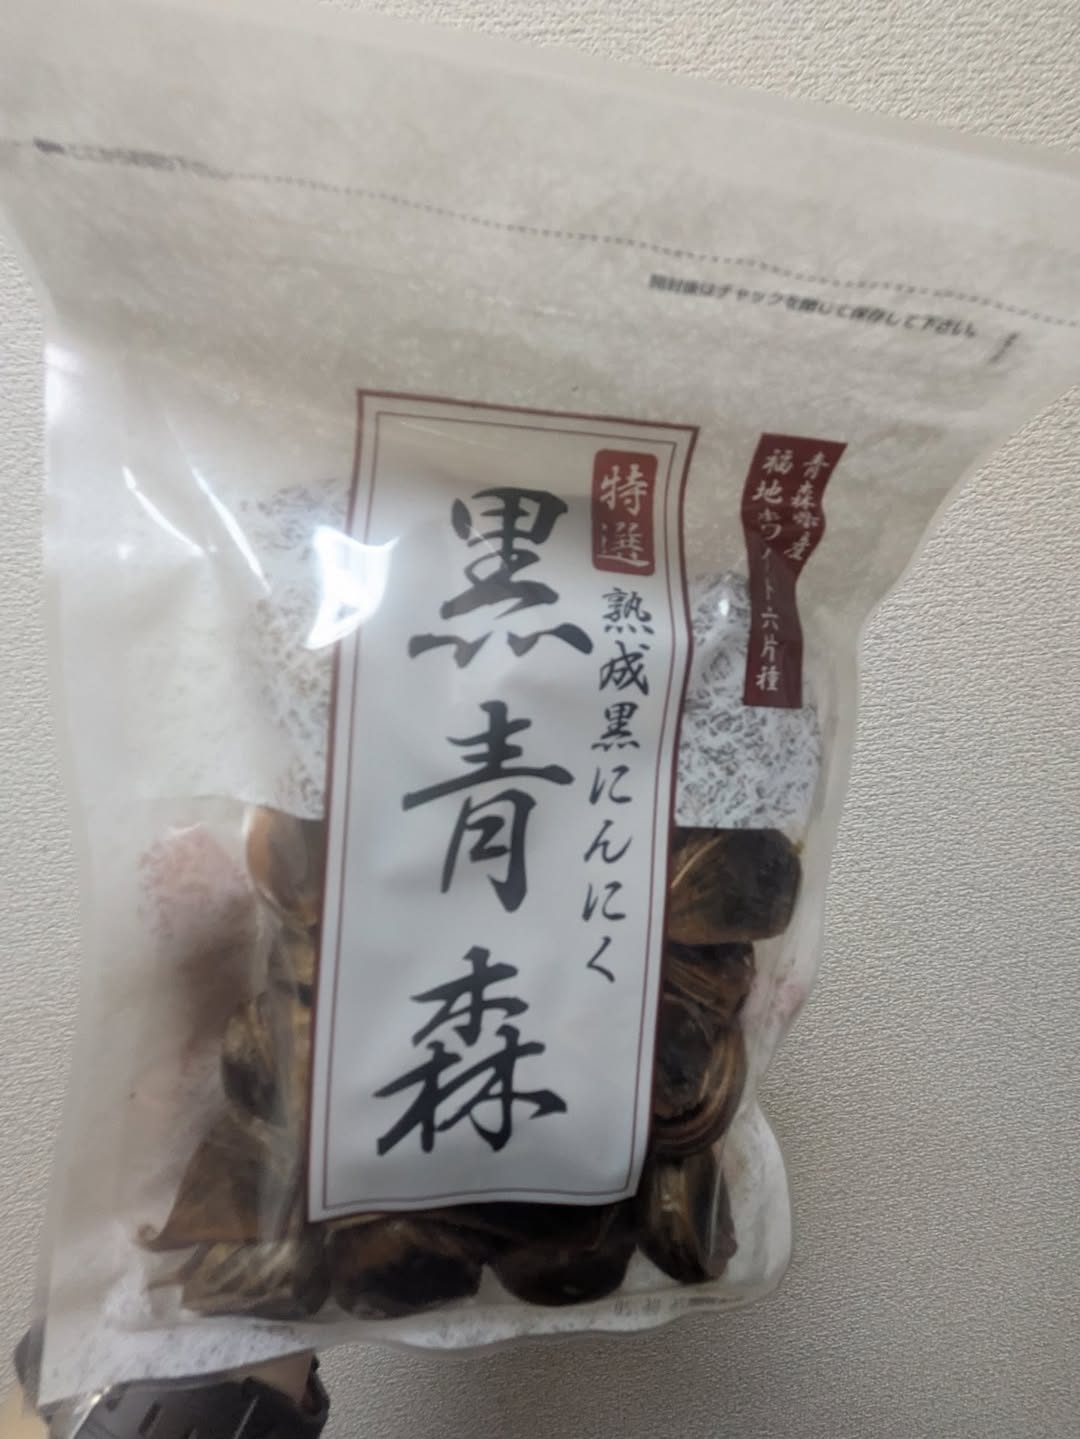 開封後はチャックを閉じて保存して下さい。
青森県産
福地ホワイト六片種
特選
熟成黒にんにく
黒青森